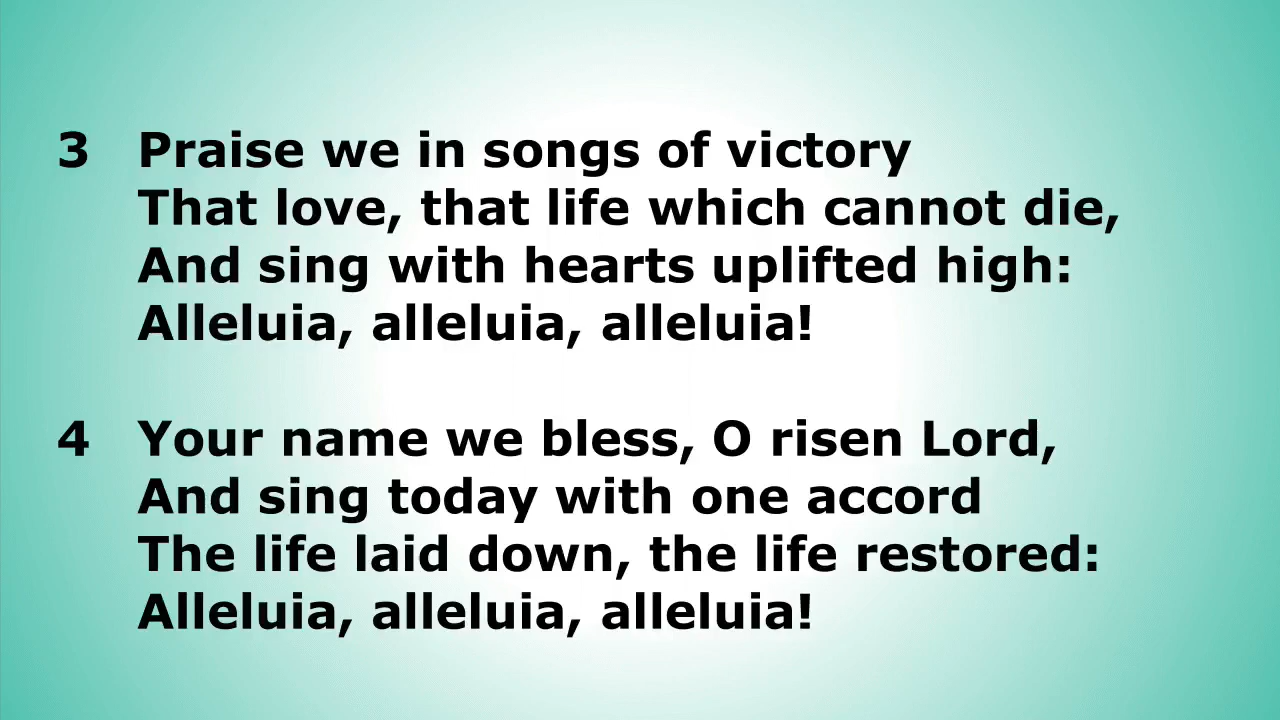 3 Praise we in songs of victory
That love, that life which cannot die,
And sing with hearts uplifted high:
Alleluia, alleluia, alleluia!
4 Your name we bless, O risen Lord,
And sing today with one accord
The life laid down, the life restored:
Alleluia, alleluia, alleluia!